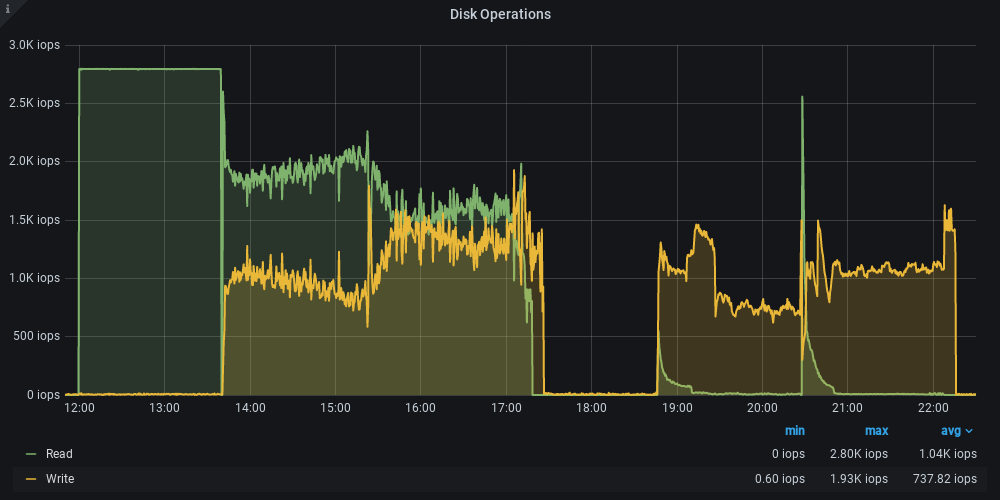 i
Disk Operations
3.0K iops
2.5K iops
2.0K iops
1.5K iops
1.0K iops
500 iops
0 iops
12:00 13:00 14:00 15:00 16:00 17:00 18:00 19:00 20:00 21:00 22:00
min max avg
Read 0 iops 2.80K iops 1.04K iops
Write 0.60 iops 1.93K iops 737.82 iops